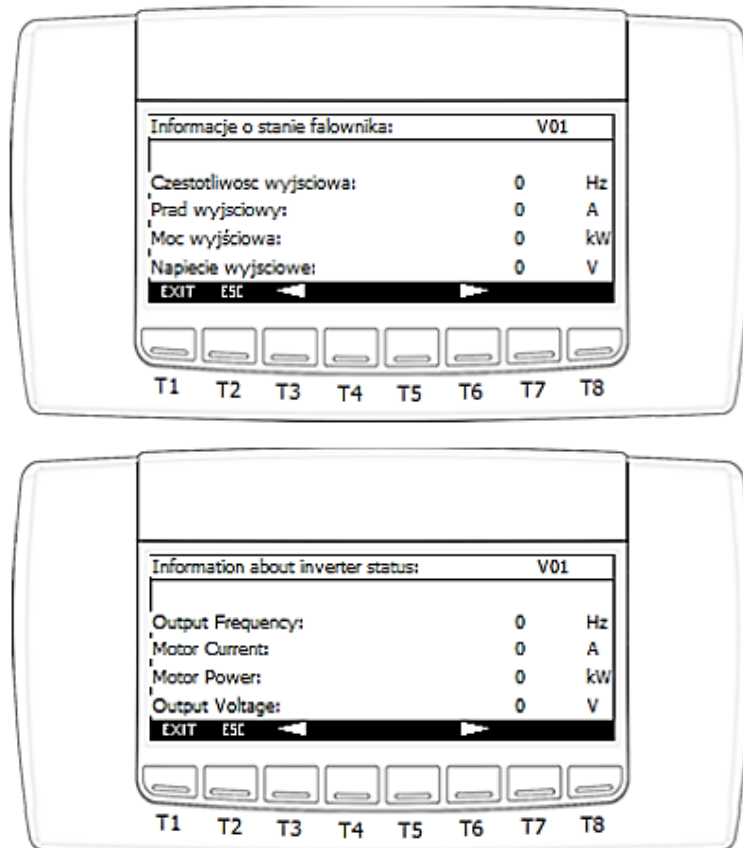 Informacje o stanie falownika: V01
Czestotliwosc wyjsciowa: 0 Hz
Prad wyjsciowy: 0 A
Moc wyjściowa: 0 kW
Napiecie wyjsciowe: 0 V
EXIT ESC
T1 T2 T3 T4 T5 T6 T7 T8
Information about inverter status: V01
Output Frequency: 0 Hz
Motor Current: 0 A
Motor Power: 0 kW
Output Voltage: 0 V
EXIT ESC
T1 T2 T3 T4 T5 T6 T7 T8